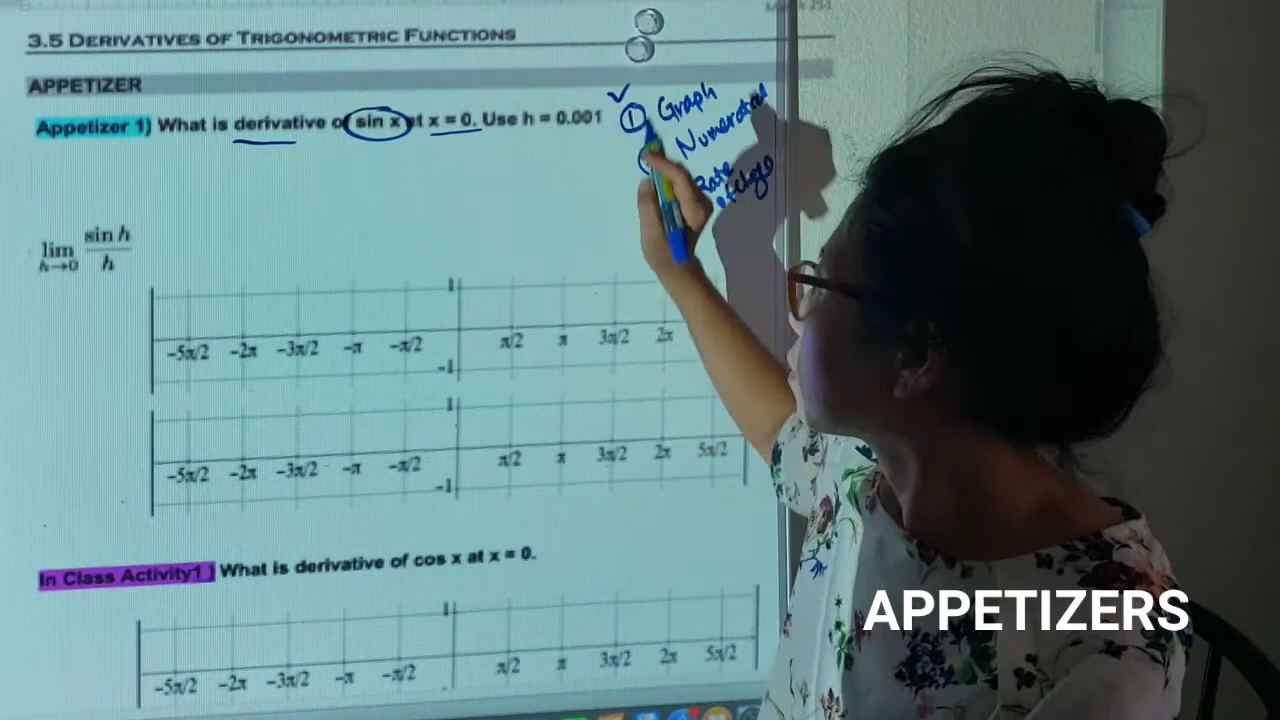 3.5 DERIVATIVES OF TRIGONOMETRIC FUNCTIONS
APPETIZER
Appetizer 1) What is derivative of sin x at x = 0. Use h = 0.001
① Graph
Numerical
Rate
of change
lim h→0 sin h / h
1
-5π/2 -2π -3π/2 -π -π/2 π/2 π 3π/2 2π
-1
1
-5π/2 -2π -3π/2 -π -π/2 π/2 π 3π/2 2π 5π/2
-1
In Class Activity1 ) What is derivative of cos x at x = 0.
1
-5π/2 -2π -3π/2 -π -π/2 π/2 π 3π/2 2π 5π/2
APPETIZERS